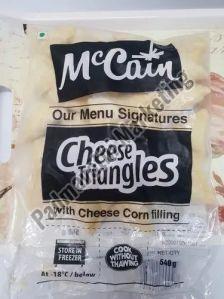 McCain
Our Menu Signatures
Cheese
Triangles
With Cheese Corn filling
STORE IN
FREEZER
COOK
WITHOUT
THAWING
NET QTY.
540 g
At -18°C / below